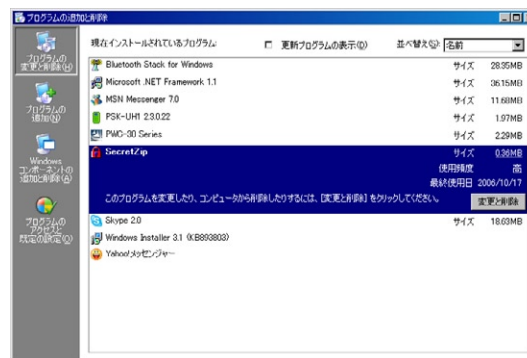 プログラムの追加と削除
プログラムの
変更と削除(H)
プログラムの
追加(N)
Windows
コンポーネントの
追加と削除(A)
プログラムの
アクセスと
既定の設定(O)
現在インストールされているプログラム:
更新プログラムの表示(D)
並べ替え(S): 名前
Bluetooth Stack for Windows サイズ 28.35MB
Microsoft .NET Framework 1.1 サイズ 36.15MB
MSN Messenger 7.0 サイズ 11.68MB
PSK-UH1 2.3.0.22 サイズ 1.97MB
PWC-30 Series サイズ 2.29MB
SecretZip サイズ 0.36MB
使用頻度 高
最終使用日 2006/10/17
このプログラムを変更したり、コンピュータから削除したりするには、[変更と削除] をクリックしてください。 変更と削除
Skype 2.0 サイズ 18.63MB
Windows Installer 3.1 (KB893803)
Yahoo!メッセンジャー